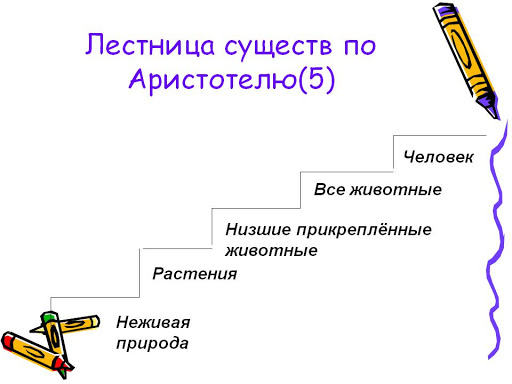 Лестница существ по
Аристотелю(5)
Человек
Все животные
Низшие прикреплённые
животные
Растения
Неживая
природа